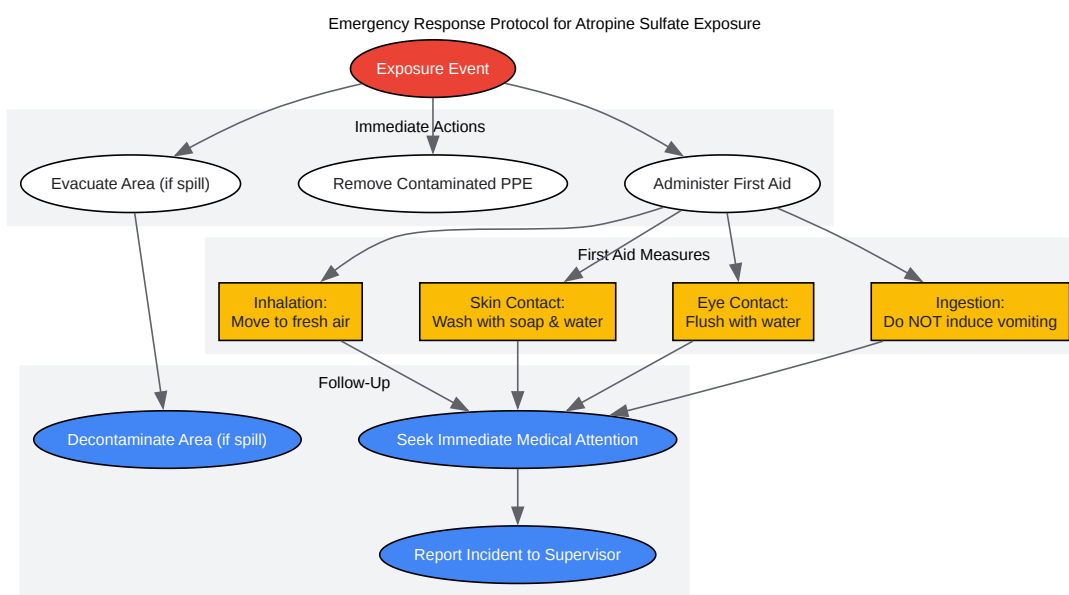 Emergency Response Protocol for Atropine Sulfate Exposure
Exposure Event
Immediate Actions
Evacuate Area (if spill)
Remove Contaminated PPE
Administer First Aid
First Aid Measures
Inhalation:
Move to fresh air
Skin Contact:
Wash with soap & water
Eye Contact:
Flush with water
Ingestion:
Do NOT induce vomiting
Follow-Up
Decontaminate Area (if spill)
Seek Immediate Medical Attention
Report Incident to Supervisor